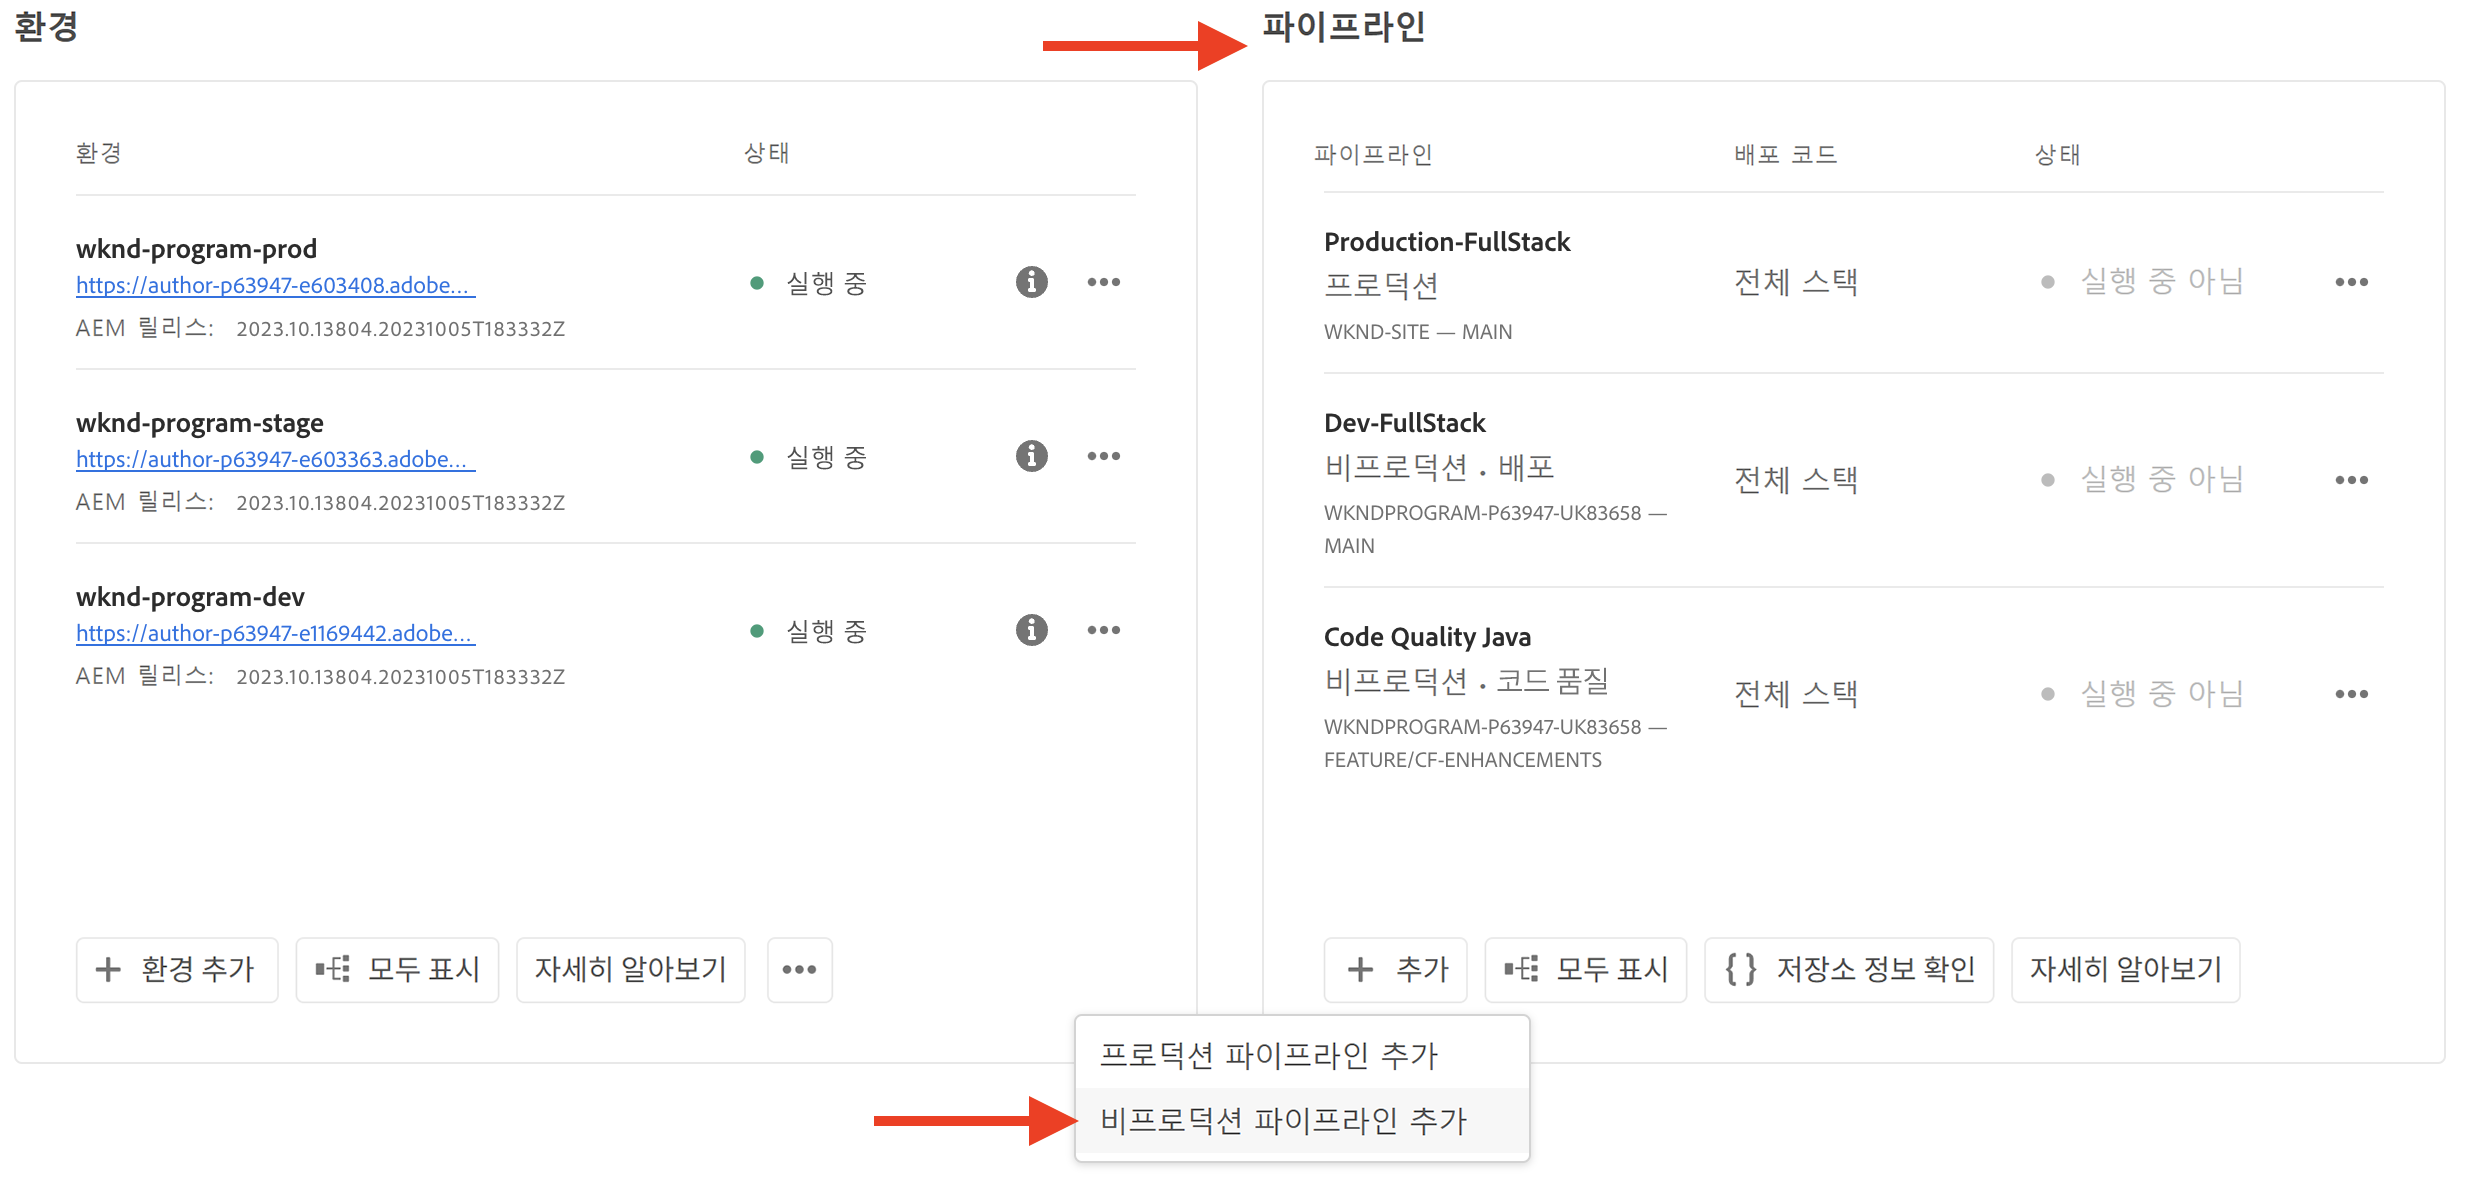 환경
환경 상태
wknd-program-prod
https://author-p63947-e603408.adobe...
AEM 릴리스: 2023.10.13804.20231005T183332Z
실행 중
wknd-program-stage
https://author-p63947-e603363.adobe...
AEM 릴리스: 2023.10.13804.20231005T183332Z
실행 중
wknd-program-dev
https://author-p63947-e1169442.adobe...
AEM 릴리스: 2023.10.13804.20231005T183332Z
실행 중
환경 추가 모두 표시 자세히 알아보기
파이프라인
파이프라인 배포 코드 상태
Production-FullStack
프로덕션
WKND-SITE — MAIN
전체 스택 실행 중 아님
Dev-FullStack
비프로덕션 . 배포
WKNDPROGRAM-P63947-UK83658 —
MAIN
전체 스택 실행 중 아님
Code Quality Java
비프로덕션 . 코드 품질
WKNDPROGRAM-P63947-UK83658 —
FEATURE/CF-ENHANCEMENTS
전체 스택 실행 중 아님
추가 모두 표시 저장소 정보 확인 자세히 알아보기
프로덕션 파이프라인 추가
비프로덕션 파이프라인 추가